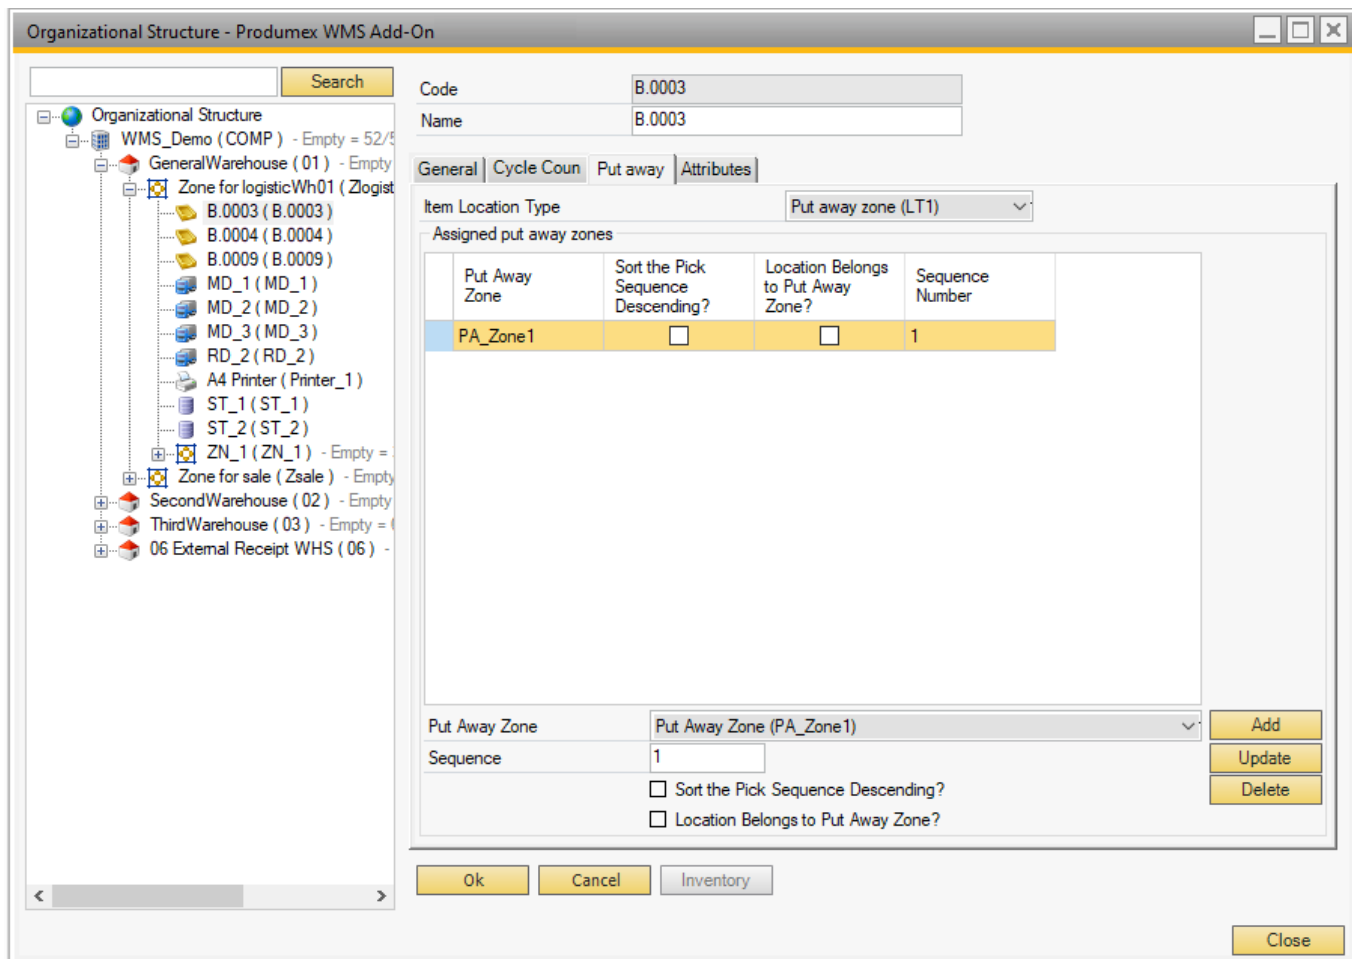 Organizational Structure - Produmex WMS Add-On
Search
Organizational Structure
WMS_Demo ( COMP ) - Empty = 52/5
GeneralWarehouse ( 01 ) - Empty
Zone for logisticWh01 ( Zlogist
B.0003 ( B.0003 )
B.0004 ( B.0004 )
B.0009 ( B.0009 )
MD_1 ( MD_1 )
MD_2 ( MD_2 )
MD_3 ( MD_3 )
RD_2 ( RD_2 )
A4 Printer ( Printer_1 )
ST_1 ( ST_1 )
ST_2 ( ST_2 )
ZN_1 ( ZN_1 ) - Empty =
Zone for sale ( Zsale ) - Empty
SecondWarehouse ( 02 ) - Empty
ThirdWarehouse ( 03 ) - Empty =
06 External Receipt WHS ( 06 ) -
Code B.0003
Name B.0003
General Cycle Coun Put away Attributes
Item Location Type Put away zone (LT1)
Assigned put away zones
Put Away Zone Sort the Pick Sequence Descending? Location Belongs to Put Away Zone? Sequence Number
PA_Zone1 1
Put Away Zone Put Away Zone (PA_Zone1) Add
Sequence 1 Update
Sort the Pick Sequence Descending? Delete
Location Belongs to Put Away Zone?
Ok Cancel Inventory
Close